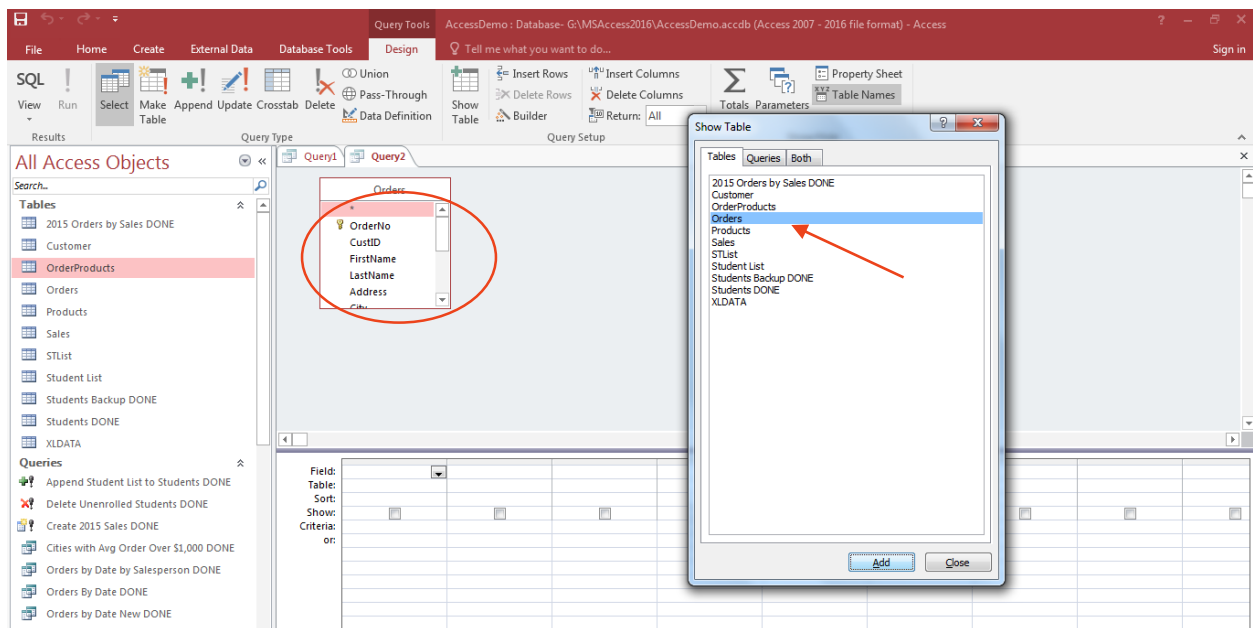 Query Tools AccessDemo : Database- G:\MSAccess2016\AccessDemo.accdb (Access 2007 - 2016 file format) - Access
File Home Create External Data Database Tools Design Tell me what you want to do... Sign in
SQL
View
Run
Select
Make
Table
Append
Update
Crosstab
Delete
Union
Pass-Through
Data Definition
Show
Table
Insert Rows
Delete Rows
Builder
Insert Columns
Delete Columns
Return: All
Totals
Parameters
Property Sheet
Table Names
Results
Query Type
Query Setup
All Access Objects
Search...
Tables
2015 Orders by Sales DONE
Customer
OrderProducts
Orders
Products
Sales
STList
Student List
Students Backup DONE
Students DONE
XLDATA
Queries
Append Student List to Students DONE
Delete Unenrolled Students DONE
Create 2015 Sales DONE
Cities with Avg Order Over $1,000 DONE
Orders by Date by Salesperson DONE
Orders By Date DONE
Orders by Date New DONE
Query1 Query2
Orders
*
OrderNo
CustID
FirstName
LastName
Address
City
Field:
Table:
Sort:
Show:
Criteria:
or:
Show Table
Tables Queries Both
2015 Orders by Sales DONE
Customer
OrderProducts
Orders
Products
Sales
STList
Student List
Students Backup DONE
Students DONE
XLDATA
Add Close